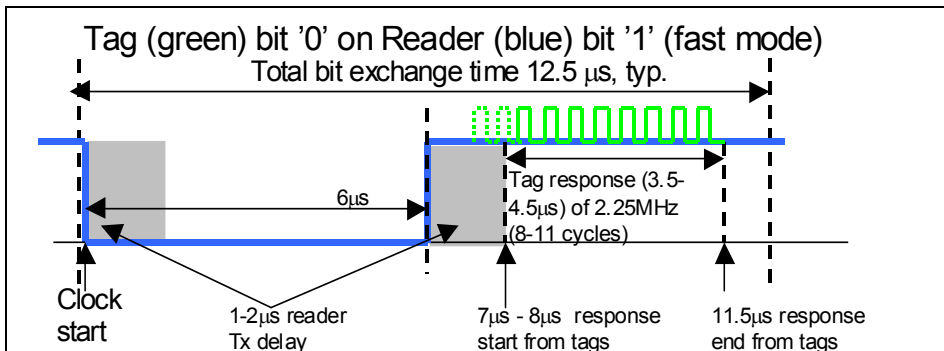 Tag (green) bit '0' on Reader (blue) bit '1' (fast mode)
Total bit exchange time 12.5 μs, typ.
6μs
Tag response (3.5-
4.5μs) of 2.25MHz
(8-11 cycles)
Clock
start
1-2μs reader
Tx delay
7μs - 8μs response
start from tags
11.5μs response
end from tags